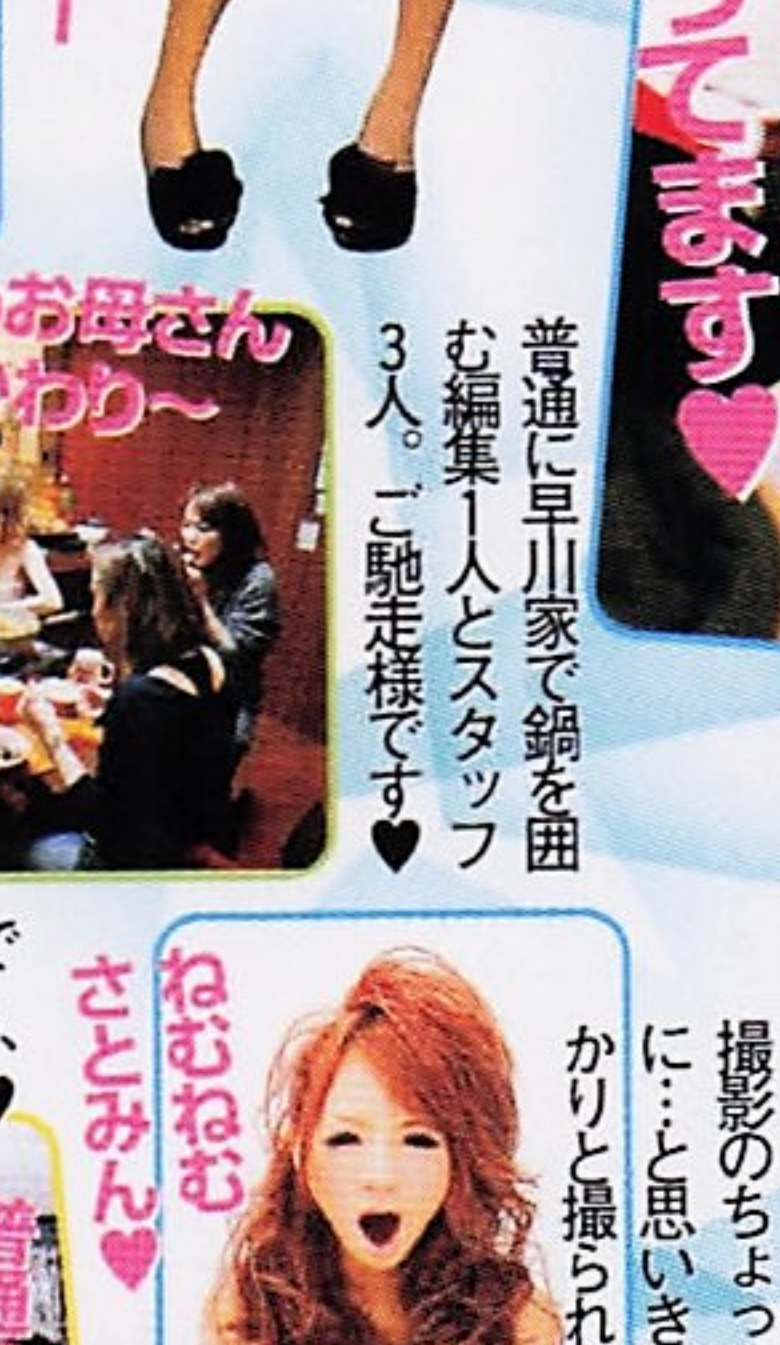 てます♥
普通に早川家で鍋を囲
む編集1人とスタッフ
3人。ご馳走様です♥
お母さん
わり〜
撮影のちょっ
に…と思いき
かりと撮られ
ねむねむ
さとみん♥